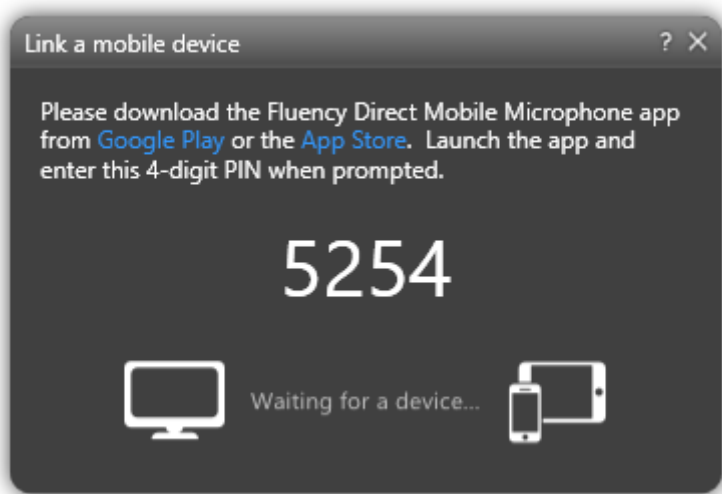 Link a mobile device ? ×
Please download the Fluency Direct Mobile Microphone app
from Google Play or the App Store.  Launch the app and
enter this 4-digit PIN when prompted.
5254
Waiting for a device...